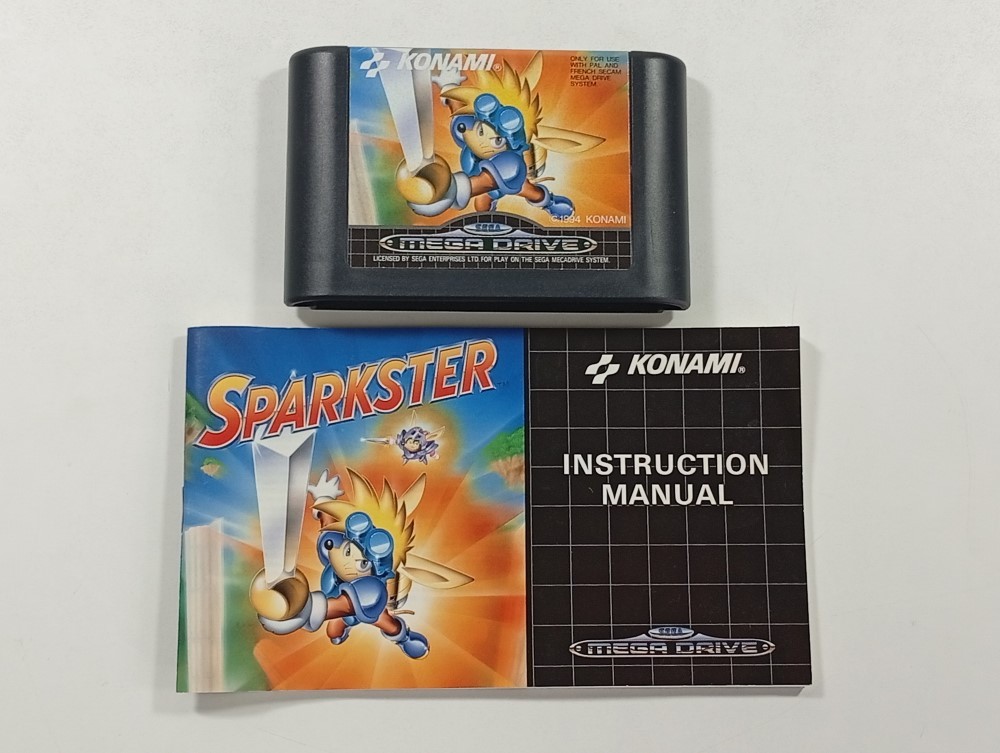 KONAMI®
ONLY FOR USE
WITH PAL AND
FRENCH SECAM
MEGA DRIVE
SYSTEM.
©1994 KONAMI
SEGA
MEGA DRIVE
LICENSED BY SEGA ENTERPRISES LTD. FOR PLAY ON THE SEGA MEGADRIVE SYSTEM.
SPARKSTER™
KONAMI®
INSTRUCTION
MANUAL
SEGA
MEGA DRIVE